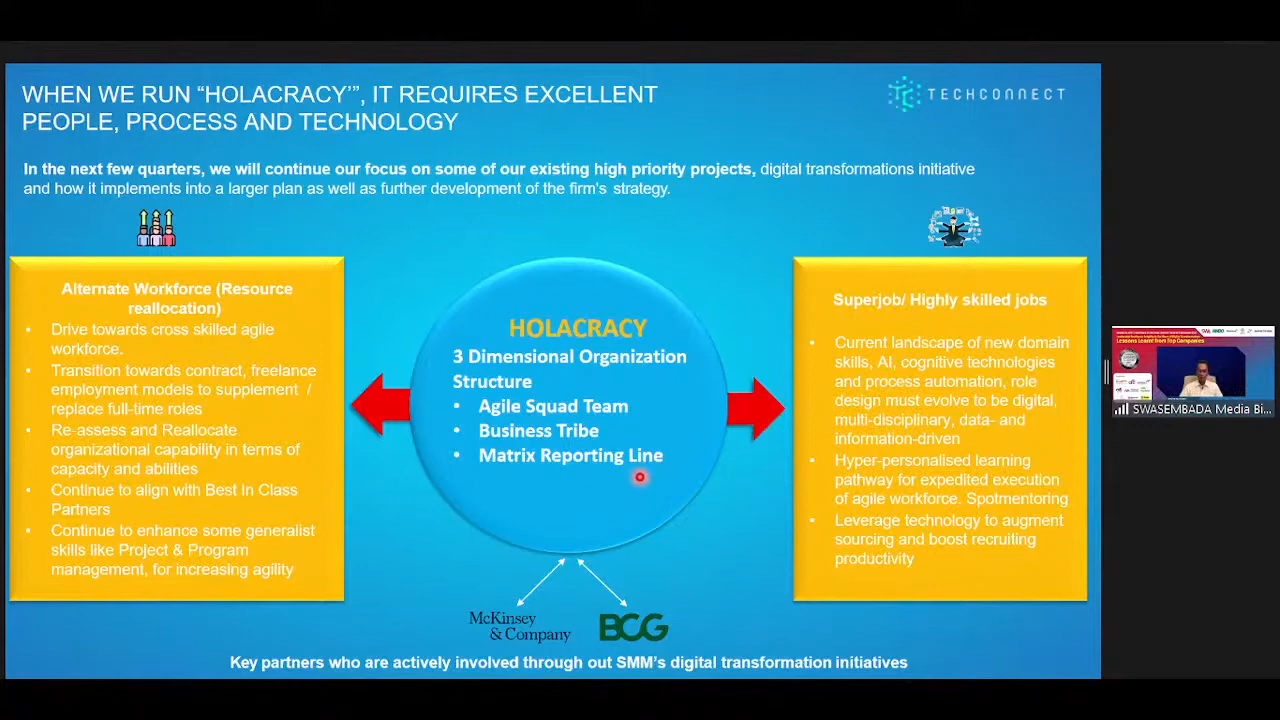 WHEN WE RUN “HOLACRACY’”, IT REQUIRES EXCELLENT
PEOPLE, PROCESS AND TECHNOLOGY
TECHCONNECT
In the next few quarters, we will continue our focus on some of our existing high priority projects, digital transformations initiative
and how it implements into a larger plan as well as further development of the firm's strategy.
Alternate Workforce (Resource
reallocation)
• Drive towards cross skilled agile
workforce.
• Transition towards contract, freelance
employment models to supplement /
replace full-time roles
• Re-assess and Reallocate
organizational capability in terms of
capacity and abilities
• Continue to align with Best In Class
Partners
• Continue to enhance some generalist
skills like Project & Program
management, for increasing agility
HOLACRACY
3 Dimensional Organization
Structure
• Agile Squad Team
• Business Tribe
• Matrix Reporting Line
Superjob/ Highly skilled jobs
• Current landscape of new domain
skills, AI, cognitive technologies
and process automation, role
design must evolve to be digital,
multi-disciplinary, data- and
information-driven
• Hyper-personalised learning
pathway for expedited execution
of agile workforce. Spotmentoring
• Leverage technology to augment
sourcing and boost recruiting
productivity
McKinsey
& Company
BCG
Key partners who are actively involved through out SMM’s digital transformation initiatives
Lessons Learnt from Top Companies
SWASEMBADA Media Bi...